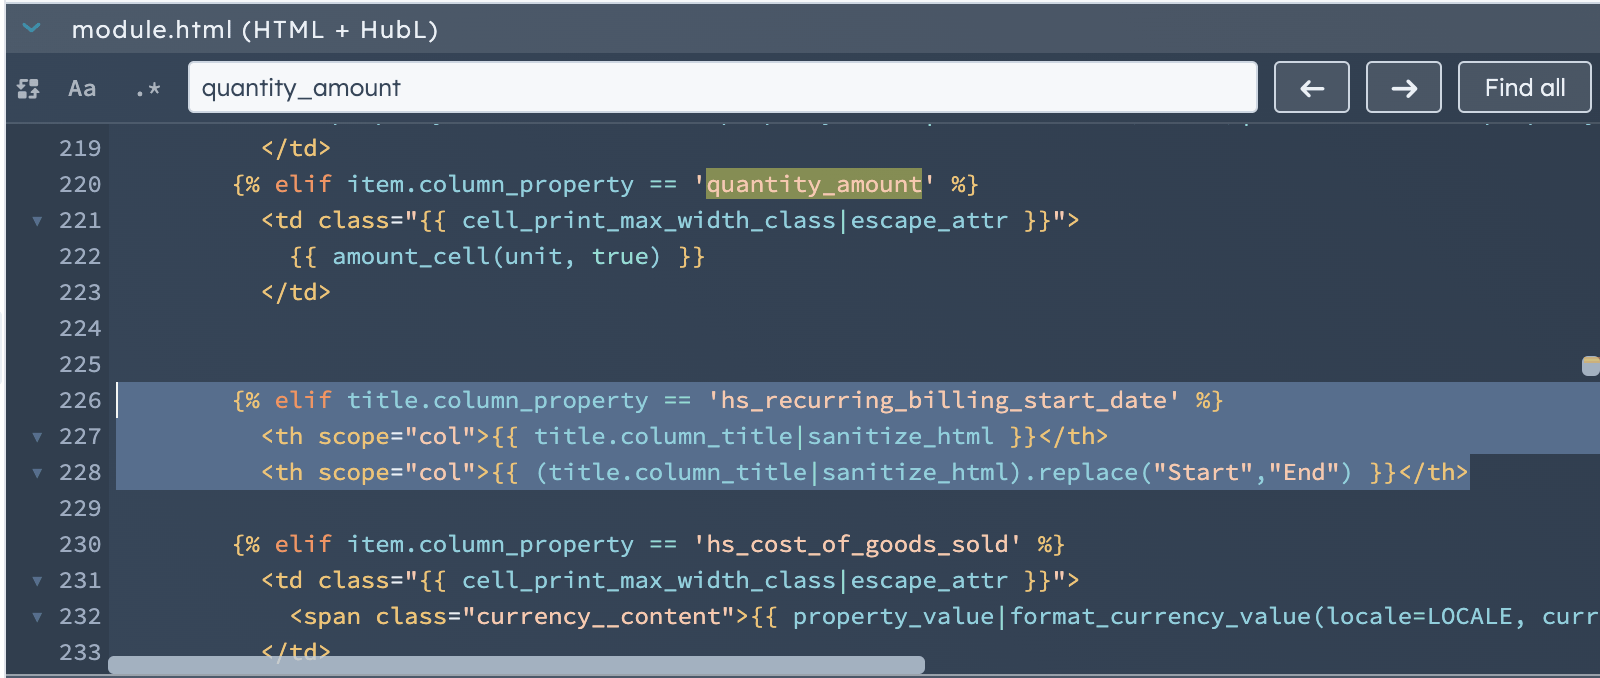 module.html (HTML + HubL)
Aa .* quantity_amount ← → Find all
219 </td>
220 {% elif item.column_property == 'quantity_amount' %}
221 <td class="{{ cell_print_max_width_class|escape_attr }}">
222 {{ amount_cell(unit, true) }}
223 </td>
224
225
226 {% elif title.column_property == 'hs_recurring_billing_start_date' %}
227 <th scope="col">{{ title.column_title|sanitize_html }}</th>
228 <th scope="col">{{ (title.column_title|sanitize_html).replace("Start","End") }}</th>
229
230 {% elif item.column_property == 'hs_cost_of_goods_sold' %}
231 <td class="{{ cell_print_max_width_class|escape_attr }}">
232 <span class="currency__content">{{ property_value|format_currency_value(locale=LOCALE, curr
233 </td>